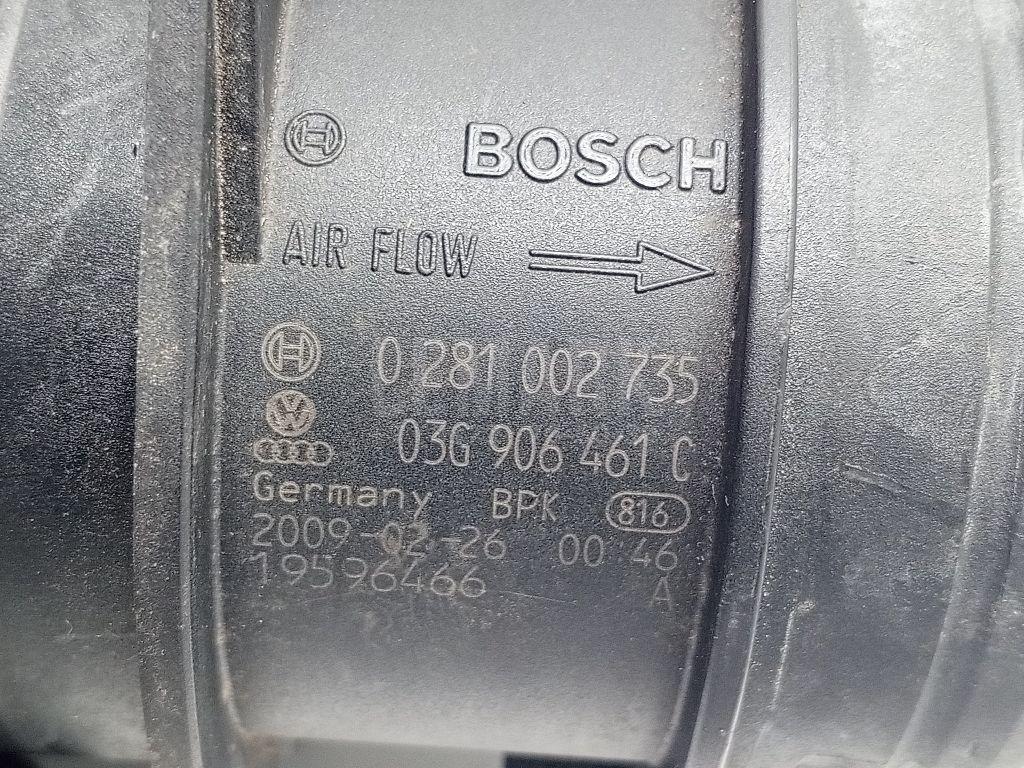 BOSCH
AIR FLOW
0 281 002 735
03G 906 461 C
Germany BPK 816
2009-02-26 00 46
19596466 A